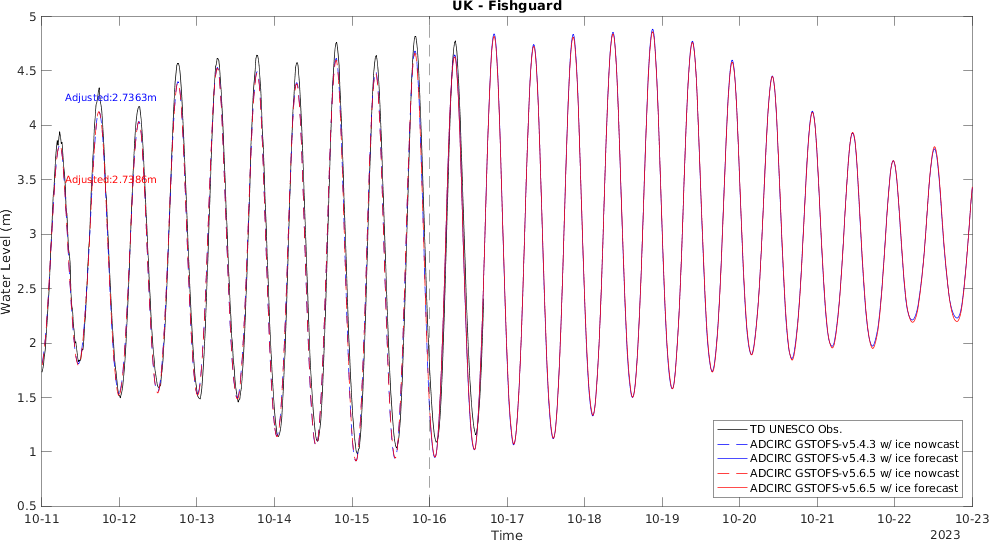 UK - Fishguard
5
4.5
4
3.5
3
2.5
2
1.5
1
0.5
Water Level (m)
Adjusted:2.7363m
Adjusted:2.7386m
TD UNESCO Obs.
ADCIRC GSTOFS-v5.4.3 w/ ice nowcast
ADCIRC GSTOFS-v5.4.3 w/ ice forecast
ADCIRC GSTOFS-v5.6.5 w/ ice nowcast
ADCIRC GSTOFS-v5.6.5 w/ ice forecast
10-11 10-12 10-13 10-14 10-15 10-16 10-17 10-18 10-19 10-20 10-21 10-22 10-23
Time
2023